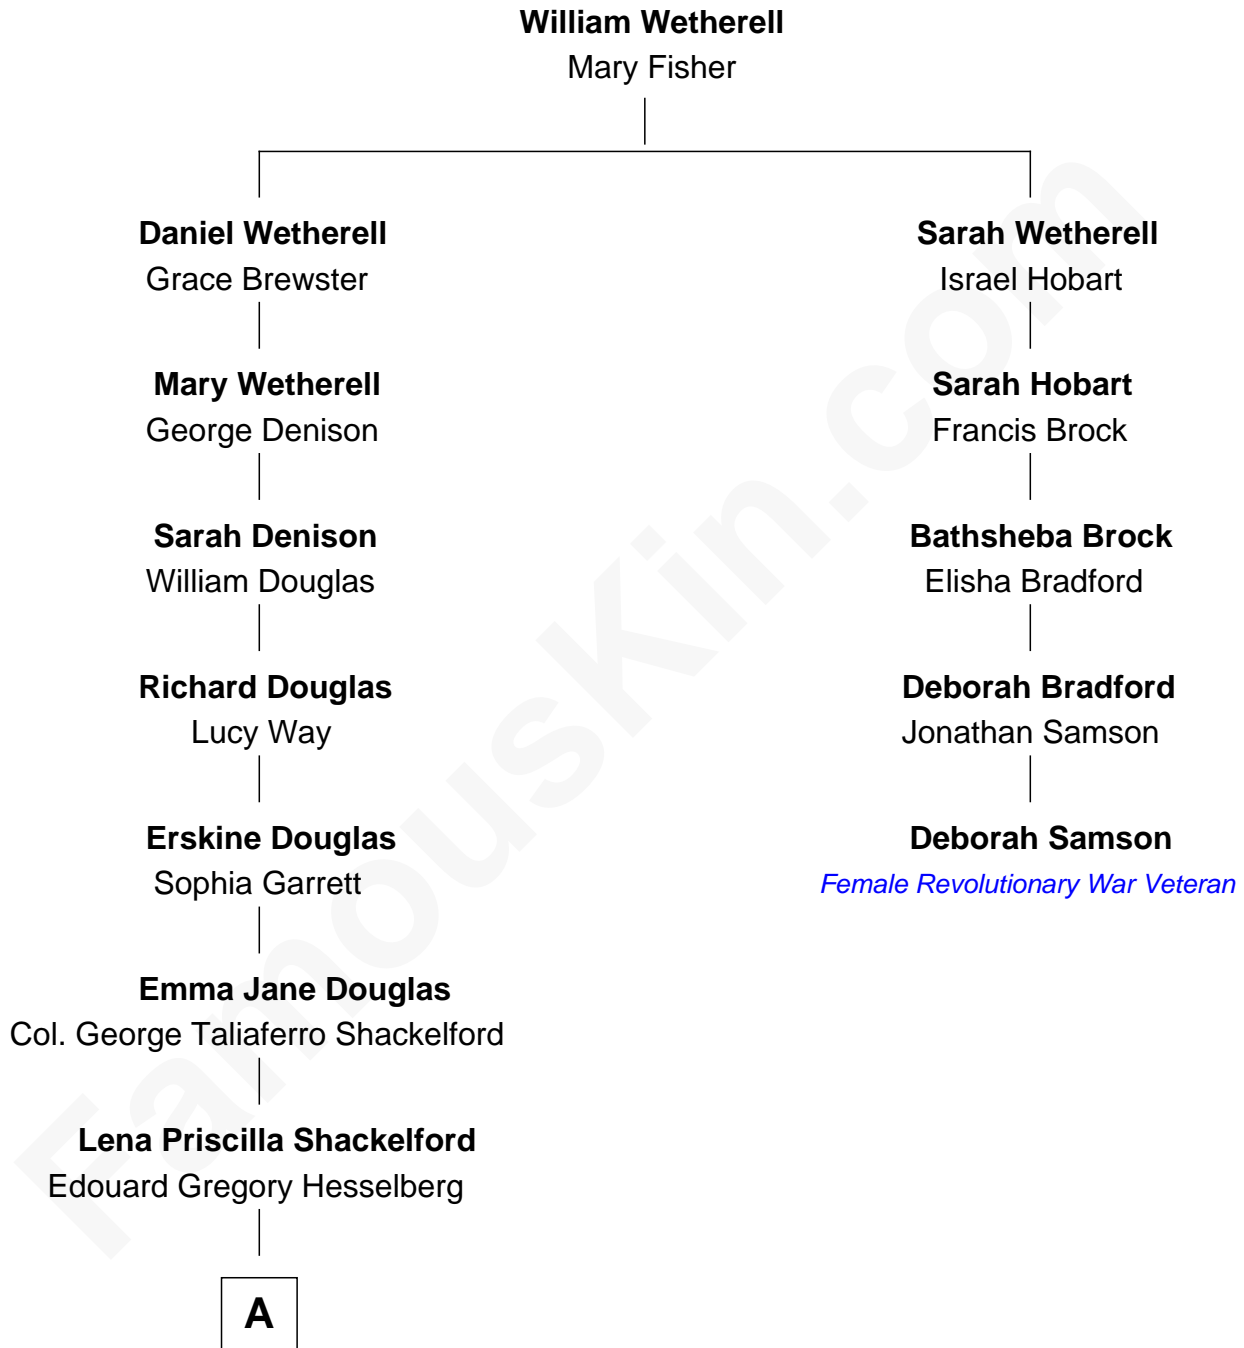 William Wetherell
Mary Fisher
Daniel Wetherell
Grace Brewster
Sarah Wetherell
Israel Hobart
Mary Wetherell
George Denison
Sarah Hobart
Francis Brock
Sarah Denison
William Douglas
Bathsheba Brock
Elisha Bradford
Richard Douglas
Lucy Way
Deborah Bradford
Jonathan Samson
Erskine Douglas
Sophia Garrett
Deborah Samson
Female Revolutionary War Veteran
Emma Jane Douglas
Col. George Taliaferro Shackelford
Lena Priscilla Shackelford
Edouard Gregory Hesselberg
A
FamousKin.com